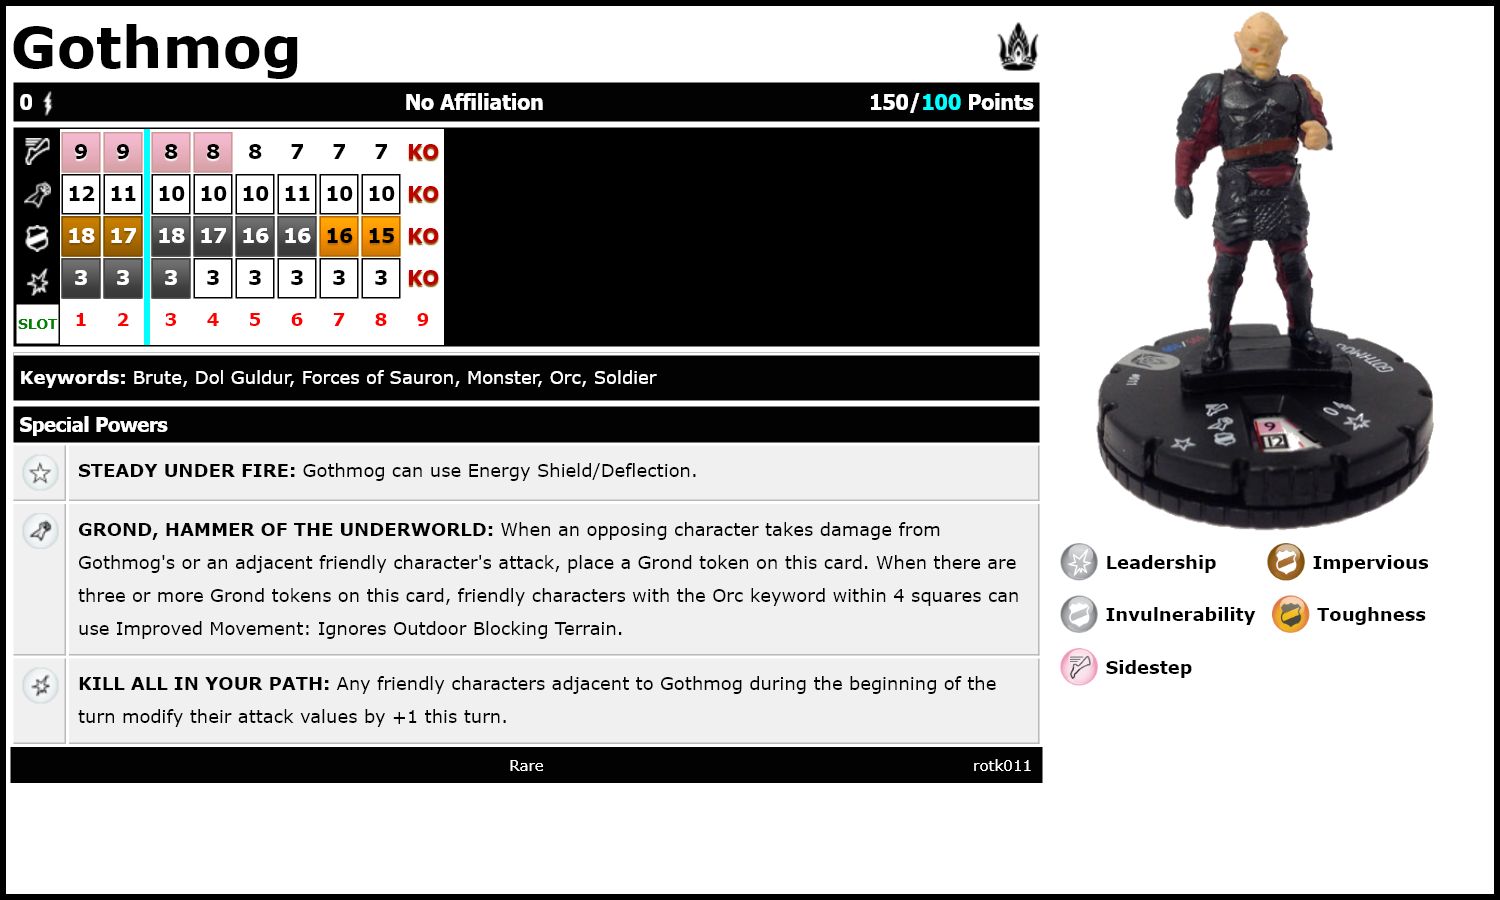 Gothmog
0 No Affiliation 150/100 Points
9 9 8 8 8 7 7 7 KO
12 11 10 10 10 11 10 10 KO
18 17 18 17 16 16 16 15 KO
3 3 3 3 3 3 3 3 KO
SLOT 1 2 3 4 5 6 7 8 9
Keywords: Brute, Dol Guldur, Forces of Sauron, Monster, Orc, Soldier
Special Powers
STEADY UNDER FIRE: Gothmog can use Energy Shield/Deflection.
GROND, HAMMER OF THE UNDERWORLD: When an opposing character takes damage from
Gothmog's or an adjacent friendly character's attack, place a Grond token on this card. When there are
three or more Grond tokens on this card, friendly characters with the Orc keyword within 4 squares can
use Improved Movement: Ignores Outdoor Blocking Terrain.
KILL ALL IN YOUR PATH: Any friendly characters adjacent to Gothmog during the beginning of the
turn modify their attack values by +1 this turn.
Rare rotk011
GOTHMOG
#011
0
9
12
Leadership Impervious
Invulnerability Toughness
Sidestep